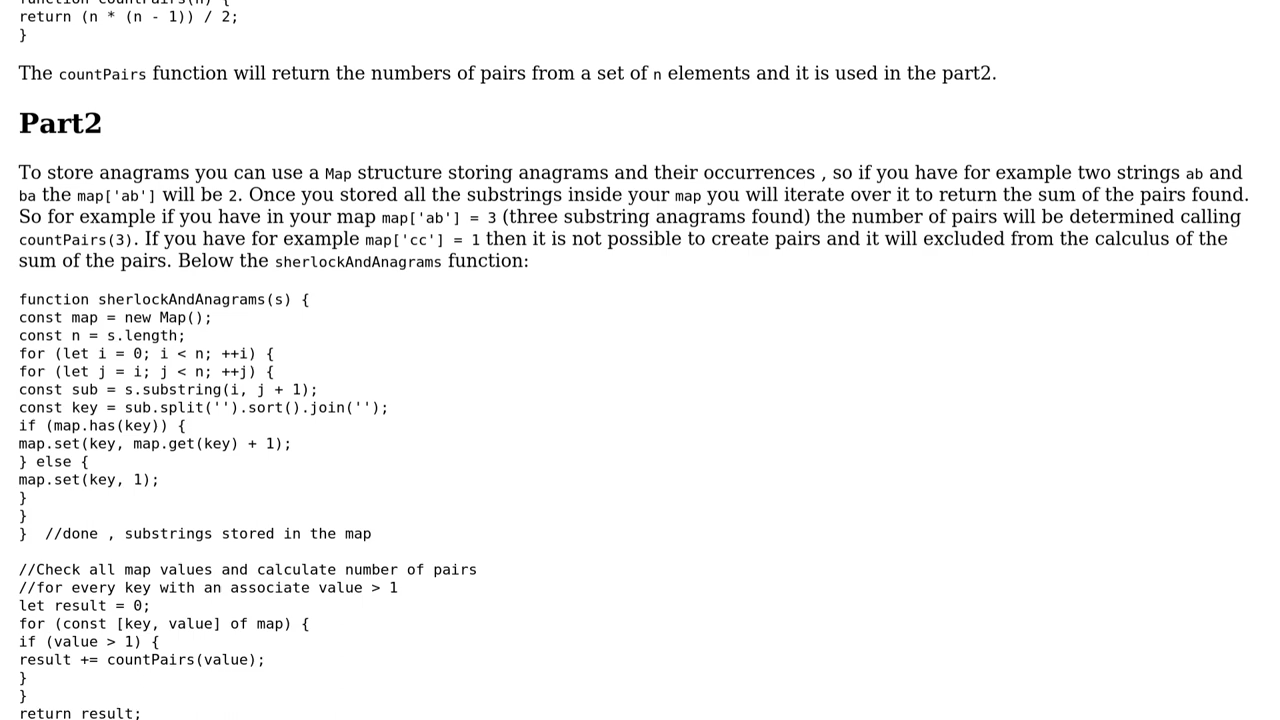 return (n * (n - 1)) / 2;
}
The countPairs function will return the numbers of pairs from a set of n elements and it is used in the part2.
Part2
To store anagrams you can use a Map structure storing anagrams and their occurrences , so if you have for example two strings ab and
ba the map['ab'] will be 2. Once you stored all the substrings inside your map you will iterate over it to return the sum of the pairs found.
So for example if you have in your map map['ab'] = 3 (three substring anagrams found) the number of pairs will be determined calling
countPairs(3). If you have for example map['cc'] = 1 then it is not possible to create pairs and it will excluded from the calculus of the
sum of the pairs. Below the sherlockAndAnagrams function:
function sherlockAndAnagrams(s) {
const map = new Map();
const n = s.length;
for (let i = 0; i < n; ++i) {
for (let j = i; j < n; ++j) {
const sub = s.substring(i, j + 1);
const key = sub.split('').sort().join('');
if (map.has(key)) {
map.set(key, map.get(key) + 1);
} else {
map.set(key, 1);
}
}
}  //done , substrings stored in the map
//Check all map values and calculate number of pairs
//for every key with an associate value > 1
let result = 0;
for (const [key, value] of map) {
if (value > 1) {
result += countPairs(value);
}
}
return result;